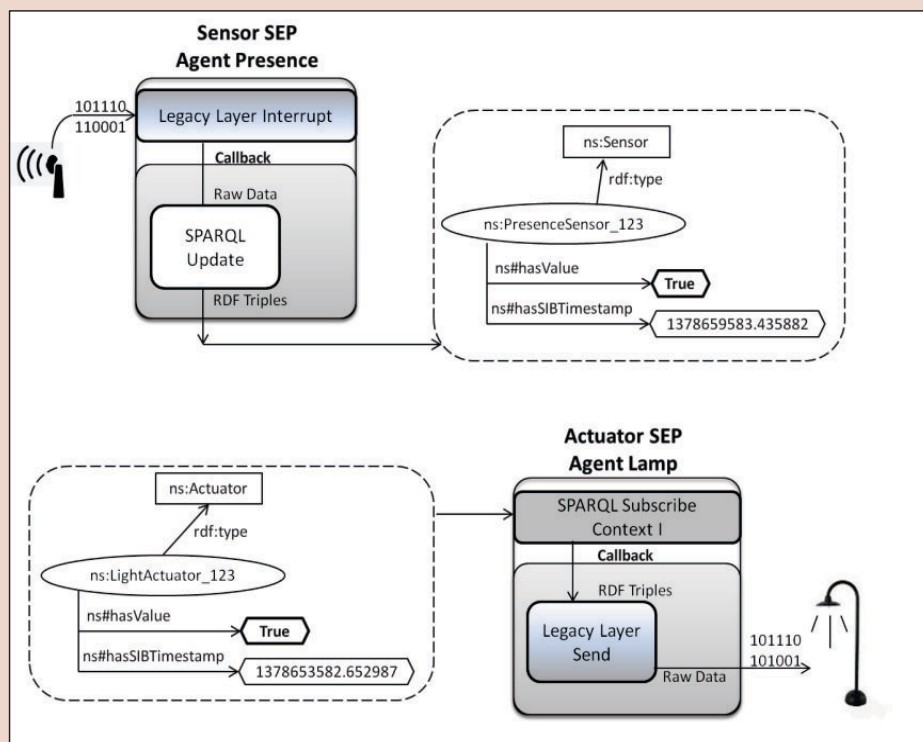 Sensor SEP
Agent Presence
101110
110001
Legacy Layer Interrupt
Callback
Raw Data
SPARQL
Update
RDF Triples
ns:Sensor
rdf:type
ns:PresenceSensor_123
ns#hasValue
True
ns#hasSIBTimestamp
1378659583.435882
Actuator SEP
Agent Lamp
ns:Actuator
rdf:type
ns:LightActuator_123
ns#hasValue
True
ns#hasSIBTimestamp
1378653582.652987
SPARQL Subscribe
Context I
Callback
RDF Triples
Legacy Layer
Send
Raw Data
101110
101001